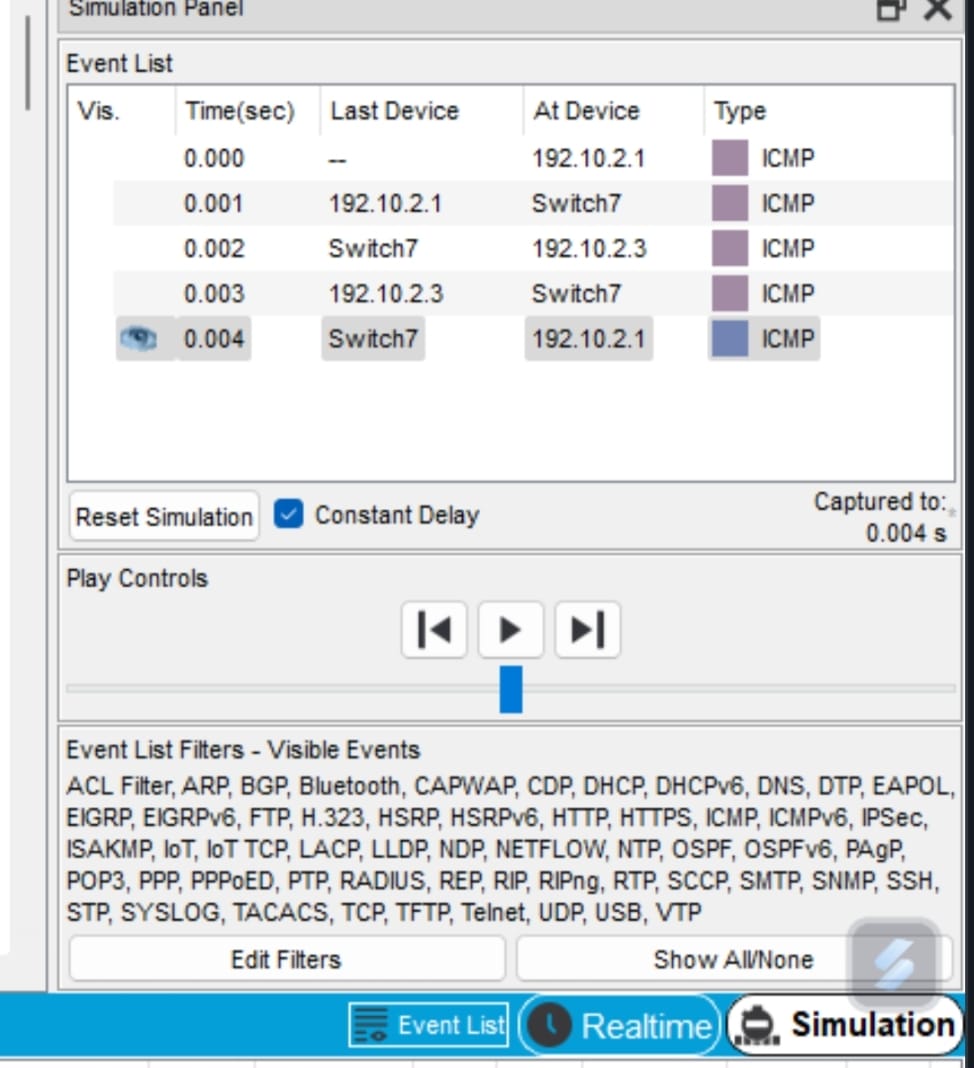 Simulation Panel
Event List
Vis. Time(sec) Last Device At Device Type
0.000 -- 192.10.2.1 ICMP
0.001 192.10.2.1 Switch7 ICMP
0.002 Switch7 192.10.2.3 ICMP
0.003 192.10.2.3 Switch7 ICMP
0.004 Switch7 192.10.2.1 ICMP
Reset Simulation Constant Delay Captured to:*
0.004 s
Play Controls
Event List Filters - Visible Events
ACL Filter, ARP, BGP, Bluetooth, CAPWAP, CDP, DHCP, DHCPv6, DNS, DTP, EAPOL,
EIGRP, EIGRPv6, FTP, H.323, HSRP, HSRPv6, HTTP, HTTPS, ICMP, ICMPv6, IPSec,
ISAKMP, IoT, IoT TCP, LACP, LLDP, NDP, NETFLOW, NTP, OSPF, OSPFv6, PAgP,
POP3, PPP, PPPoED, PTP, RADIUS, REP, RIP, RIPng, RTP, SCCP, SMTP, SNMP, SSH,
STP, SYSLOG, TACACS, TCP, TFTP, Telnet, UDP, USB, VTP
Edit Filters Show All/None
Event List Realtime Simulation